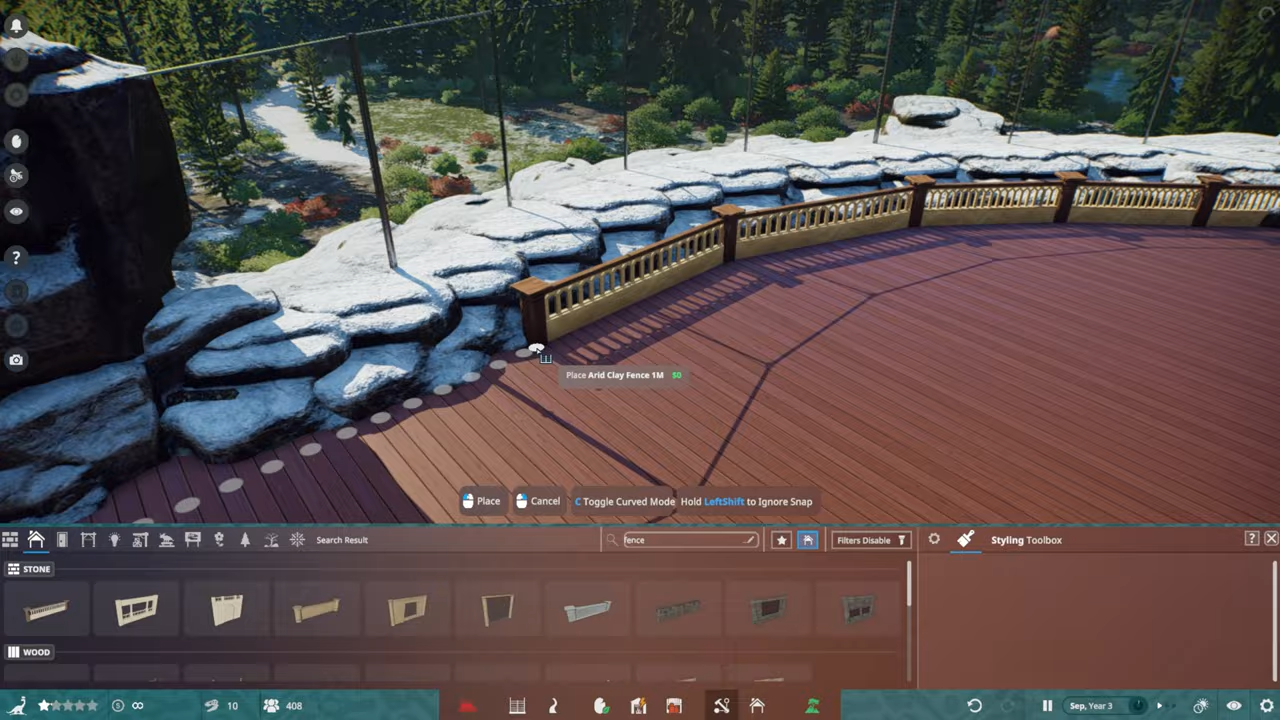 ?
Place Arid Clay Fence 1M $0
Place Cancel C Toggle Curved Mode Hold LeftShift to Ignore Snap
Search Result fence Filters Disable Styling Toolbox ?
STONE
WOOD
∞ 10 408 Sep, Year 3